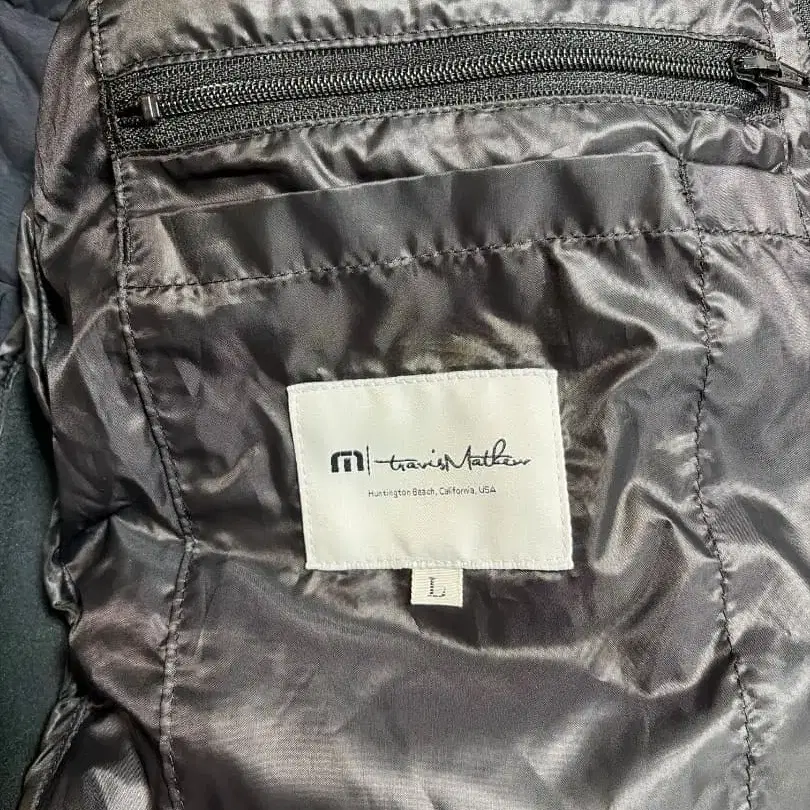 m|travisMathew
Huntington Beach, California, USA
L